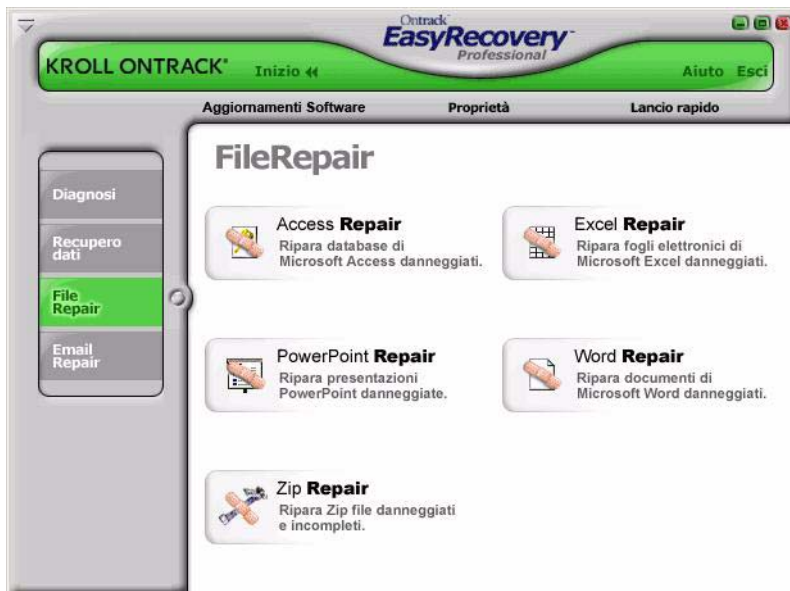 Ontrack
EasyRecovery
Professional
KROLL ONTRACK®
Inizio
Aiuto Esci
Aggiornamenti Software Proprietà Lancio rapido
FileRepair
Diagnosi
Recupero
dati
File
Repair
Email
Repair
Access Repair
Ripara database di
Microsoft Access danneggiati.
Excel Repair
Ripara fogli elettronici di
Microsoft Excel danneggiati.
PowerPoint Repair
Ripara presentazioni
PowerPoint danneggiate.
Word Repair
Ripara documenti di
Microsoft Word danneggiati.
Zip Repair
Ripara Zip file danneggiati
e incompleti.